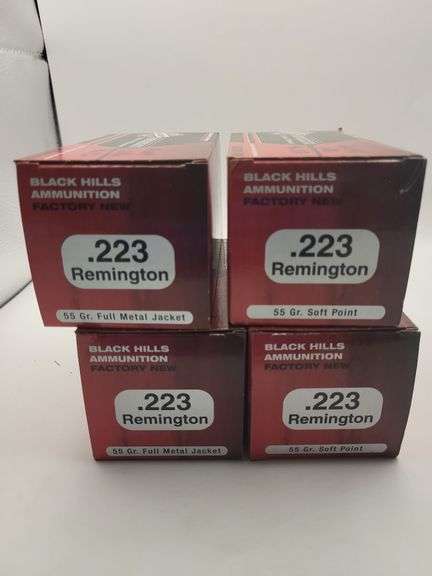 BLACK HILLS
AMMUNITION
FACTORY NEW
.223
Remington
55 Gr. Full Metal Jacket
BLACK HILLS
AMMUNITION
FACTORY NEW
.223
Remington
55 Gr. Soft Point
BLACK HILLS
AMMUNITION
FACTORY NEW
.223
Remington
55 Gr. Full Metal Jacket
BLACK HILLS
AMMUNITION
FACTORY NEW
.223
Remington
55 Gr. Soft Point